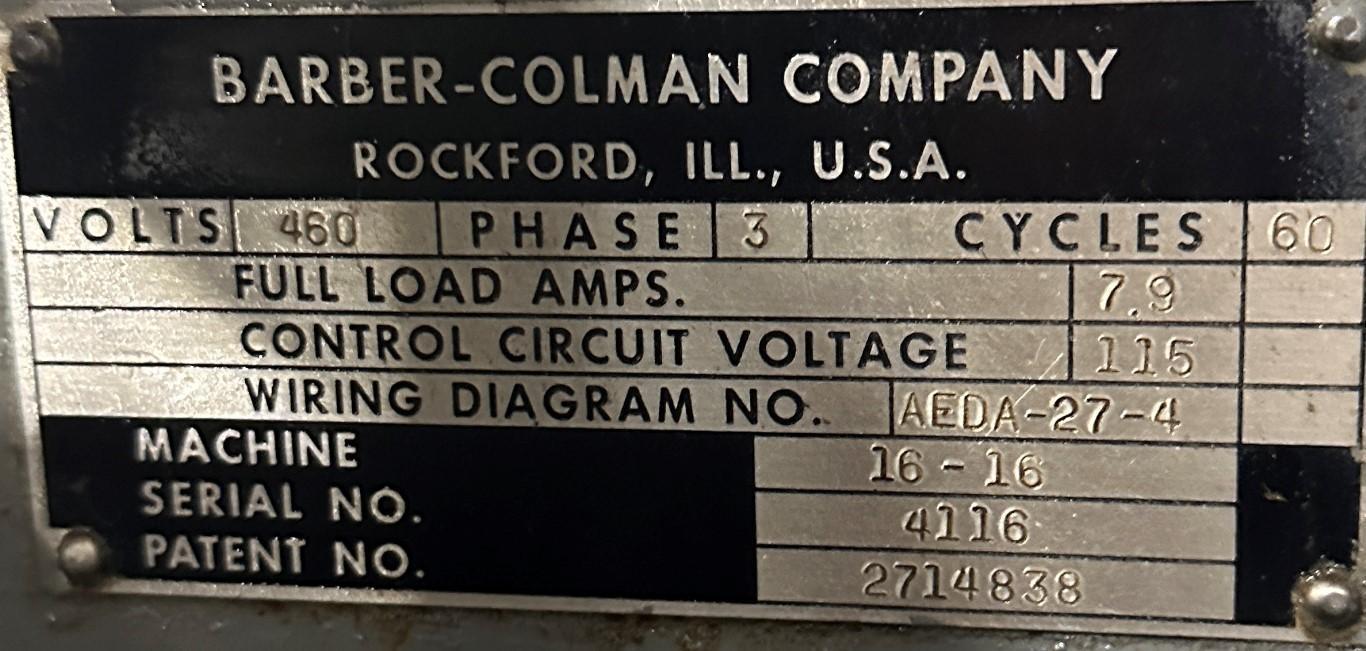 BARBER-COLMAN COMPANY
ROCKFORD, ILL., U.S.A.
VOLTS 460 PHASE 3 CYCLES 60
FULL LOAD AMPS. 7.9
CONTROL CIRCUIT VOLTAGE 115
WIRING DIAGRAM NO. AEDA-27-4
MACHINE 16-16
SERIAL NO. 4116
PATENT NO. 2714838